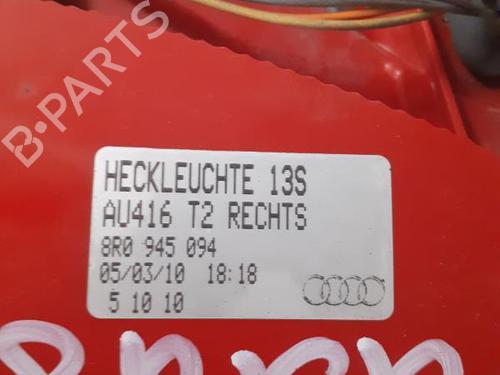 B-PARTS
HECKLEUCHTE 13S
AU416 T2 RECHTS
8R0 945 094
05/03/10 18:18
5 10 10